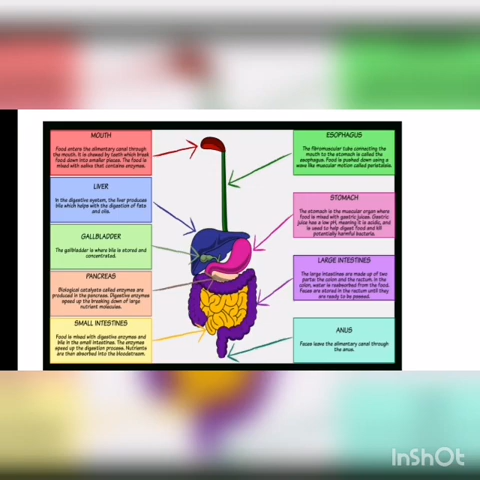 MOUTH
Food enters the alimentary canal through
the mouth. It is chewed by teeth which break
food down into smaller pieces. The food is
mixed with saliva that contains enzymes.
LIVER
In the digestive system, the liver produces
bile which helps with the digestion of fats
and oils.
GALLBLADDER
The gallbladder is where bile is stored and
concentrated.
PANCREAS
Biological catalysts called enzymes are
produced in the pancreas. Digestive enzymes
speed up the breaking down of large
nutrient molecules.
SMALL INTESTINES
Food is mixed with digestive enzymes and
bile in the small intestines. The enzymes
speed up the digestion process. Nutrients
are then absorbed into the bloodstream.
ESOPHAGUS
The fibromuscular tube connecting the
mouth to the stomach is called the
esophagus. Food is pushed down using a
wave like muscular motion called peristalsis.
STOMACH
The stomach is the muscular organ where
food is mixed with gastric juices. Gastric
juice has a low pH, meaning it is acidic, and
is used to help digest food and kill
potentially harmful bacteria.
LARGE INTESTINES
The large intestines are made up of two
parts: the colon and the rectum. In
the colon, water is reabsorbed from the food.
Feces are stored in the rectum until they
are ready to be passed.
ANUS
Feces leave the alimentary canal through
the anus.
InShOt